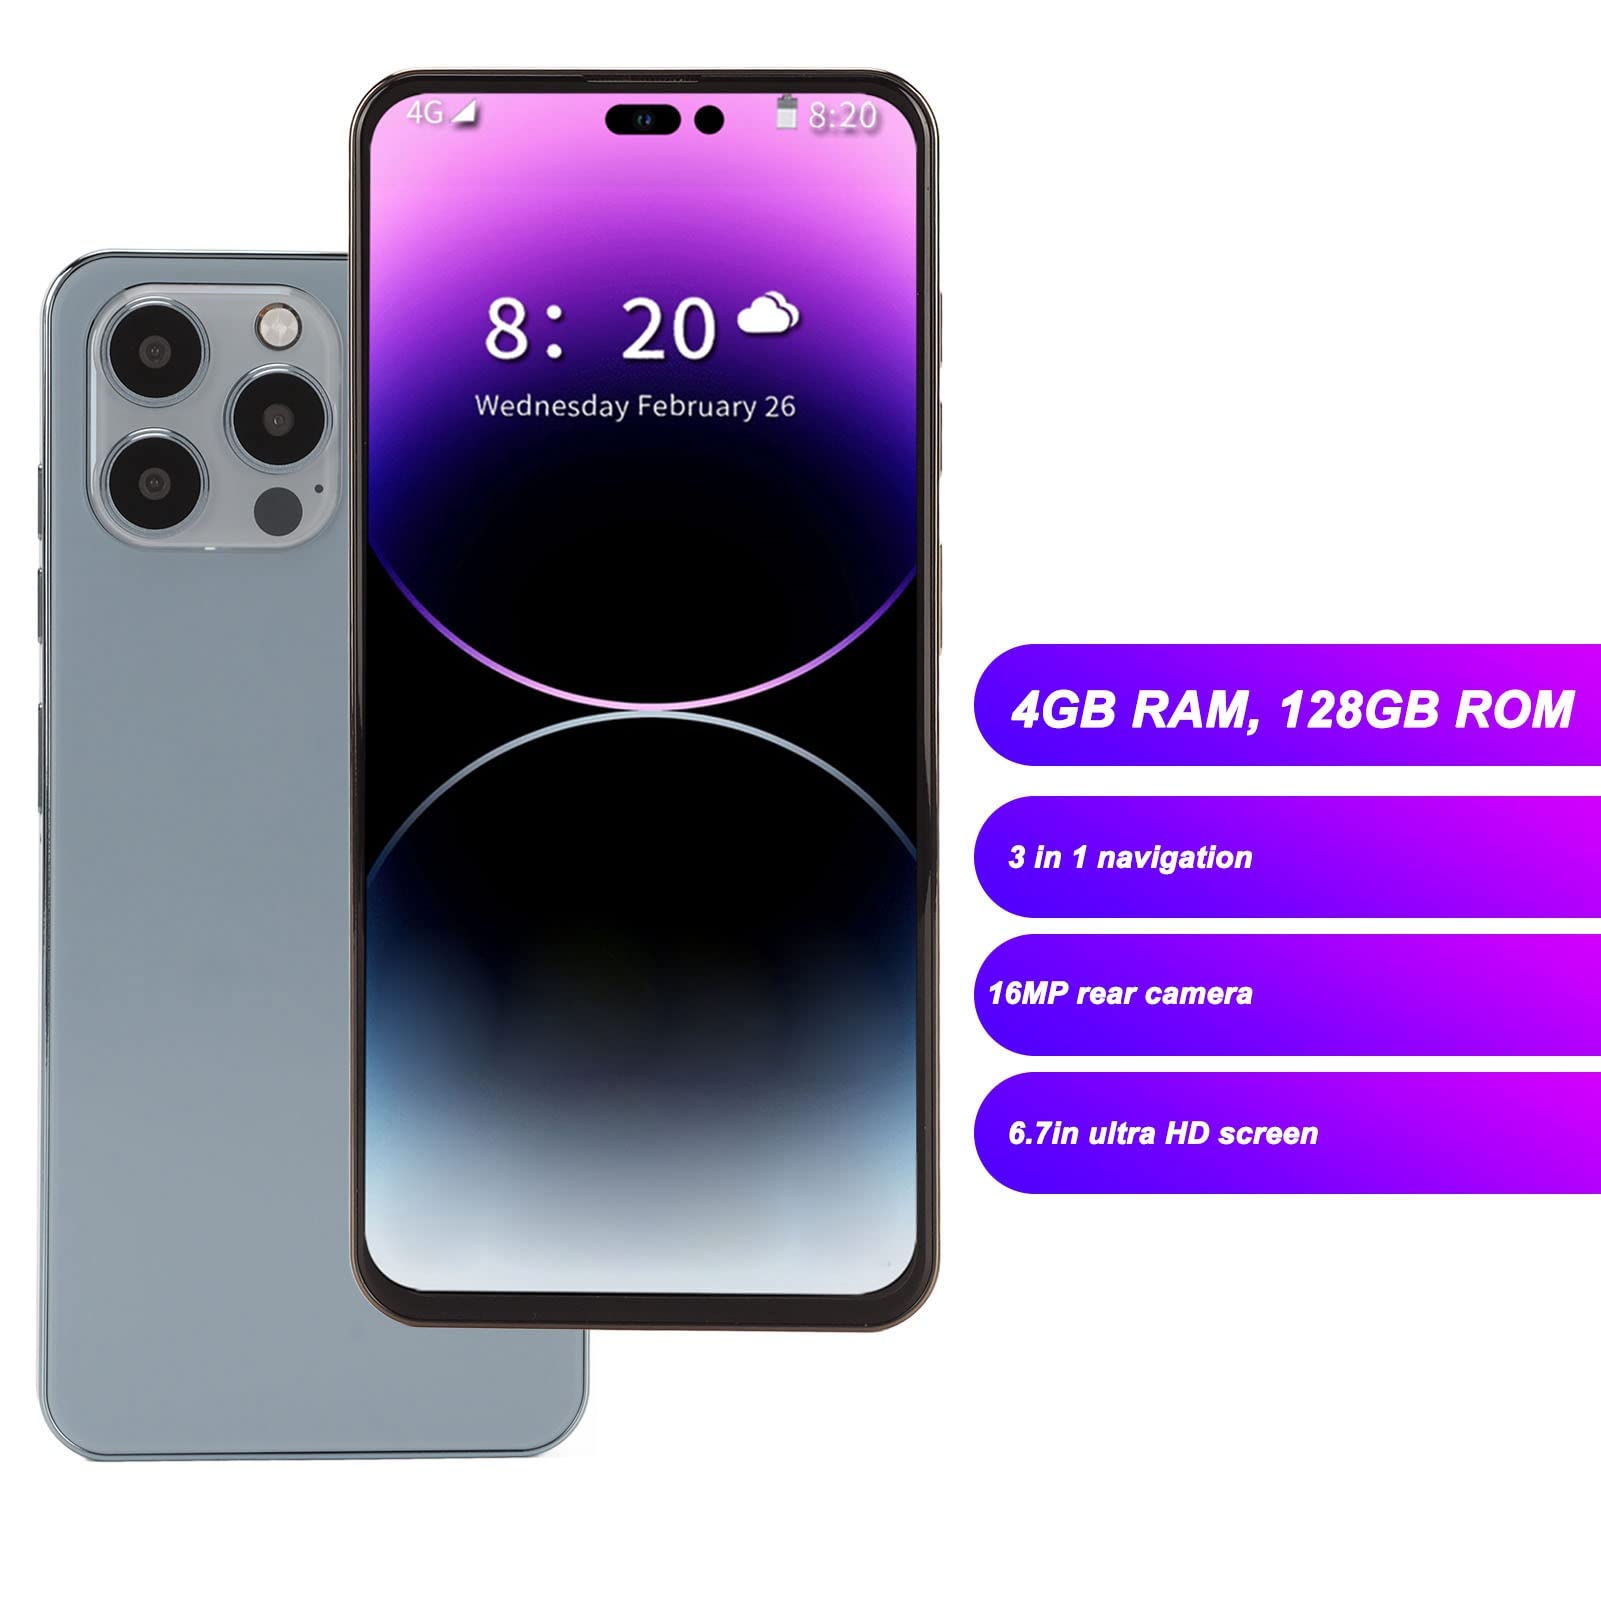 4G 8:20
8: 20
Wednesday February 26
4GB RAM, 128GB ROM
3 in 1 navigation
16MP rear camera
6.7in ultra HD screen